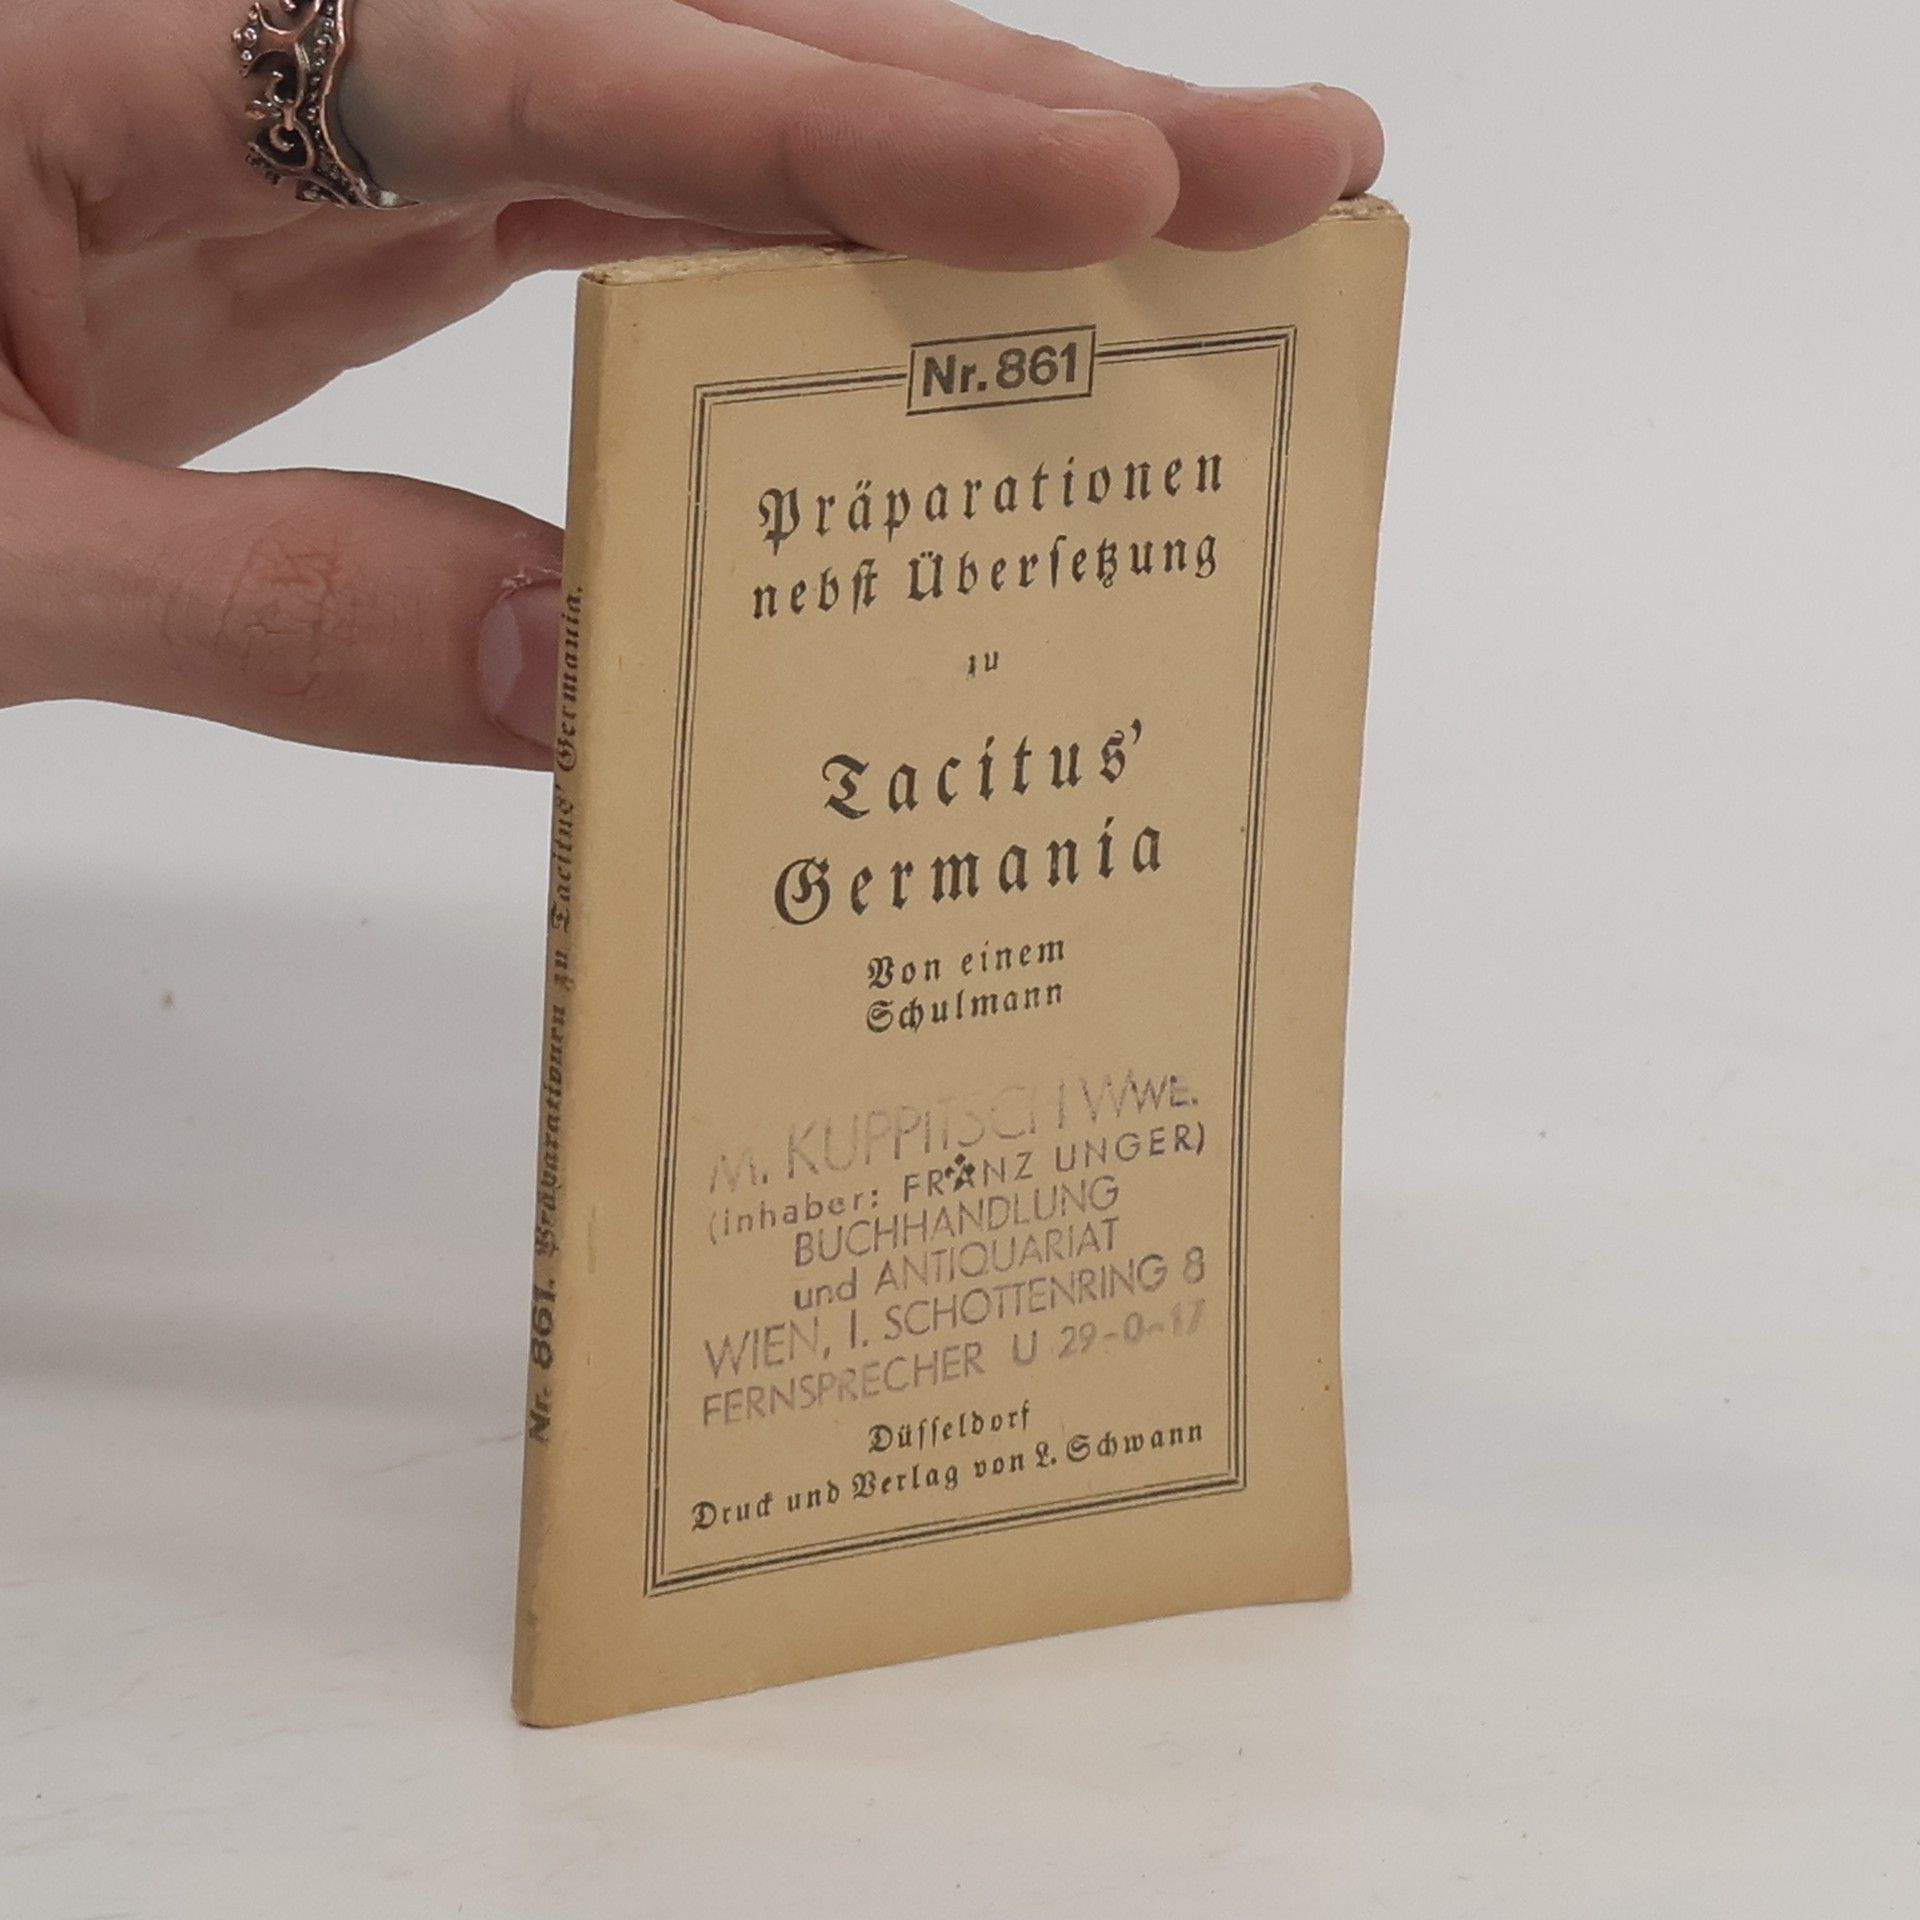 Nr. 861
Präparationen
nebst Übersetzung
zu
Tacitus'
Germania
Von einem
Schulmann
M. KUPPITSCH WWE.
(inhaber: FRANZ UNGER)
BUCHHANDLUNG
und ANTIQUARIAT
WIEN, I. SCHOTTENRING 8
FERNSPRECHER U 29-0-17
Düsseldorf
Druck und Verlag von L. Schwann
Nr. 861. Präparationen zu Tacitus' Germania.